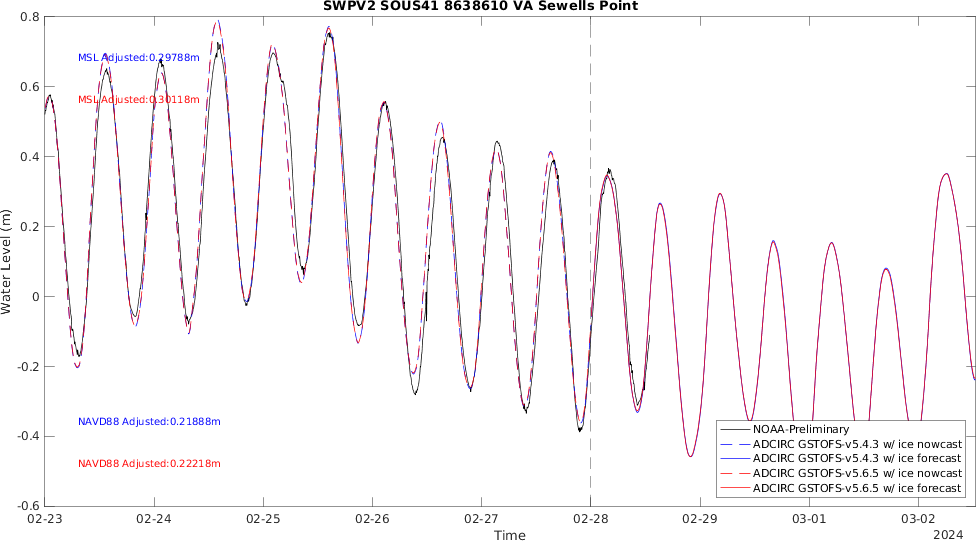 SWPV2 SOUS41 8638610 VA Sewells Point
0.8
0.6
0.4
0.2
0
-0.2
-0.4
-0.6
Water Level (m)
MSL Adjusted:0.29788m
MSL Adjusted:0.30118m
NAVD88 Adjusted:0.21888m
NAVD88 Adjusted:0.22218m
NOAA-Preliminary
ADCIRC GSTOFS-v5.4.3 w/ ice nowcast
ADCIRC GSTOFS-v5.4.3 w/ ice forecast
ADCIRC GSTOFS-v5.6.5 w/ ice nowcast
ADCIRC GSTOFS-v5.6.5 w/ ice forecast
02-23 02-24 02-25 02-26 02-27 02-28 02-29 03-01 03-02
Time
2024